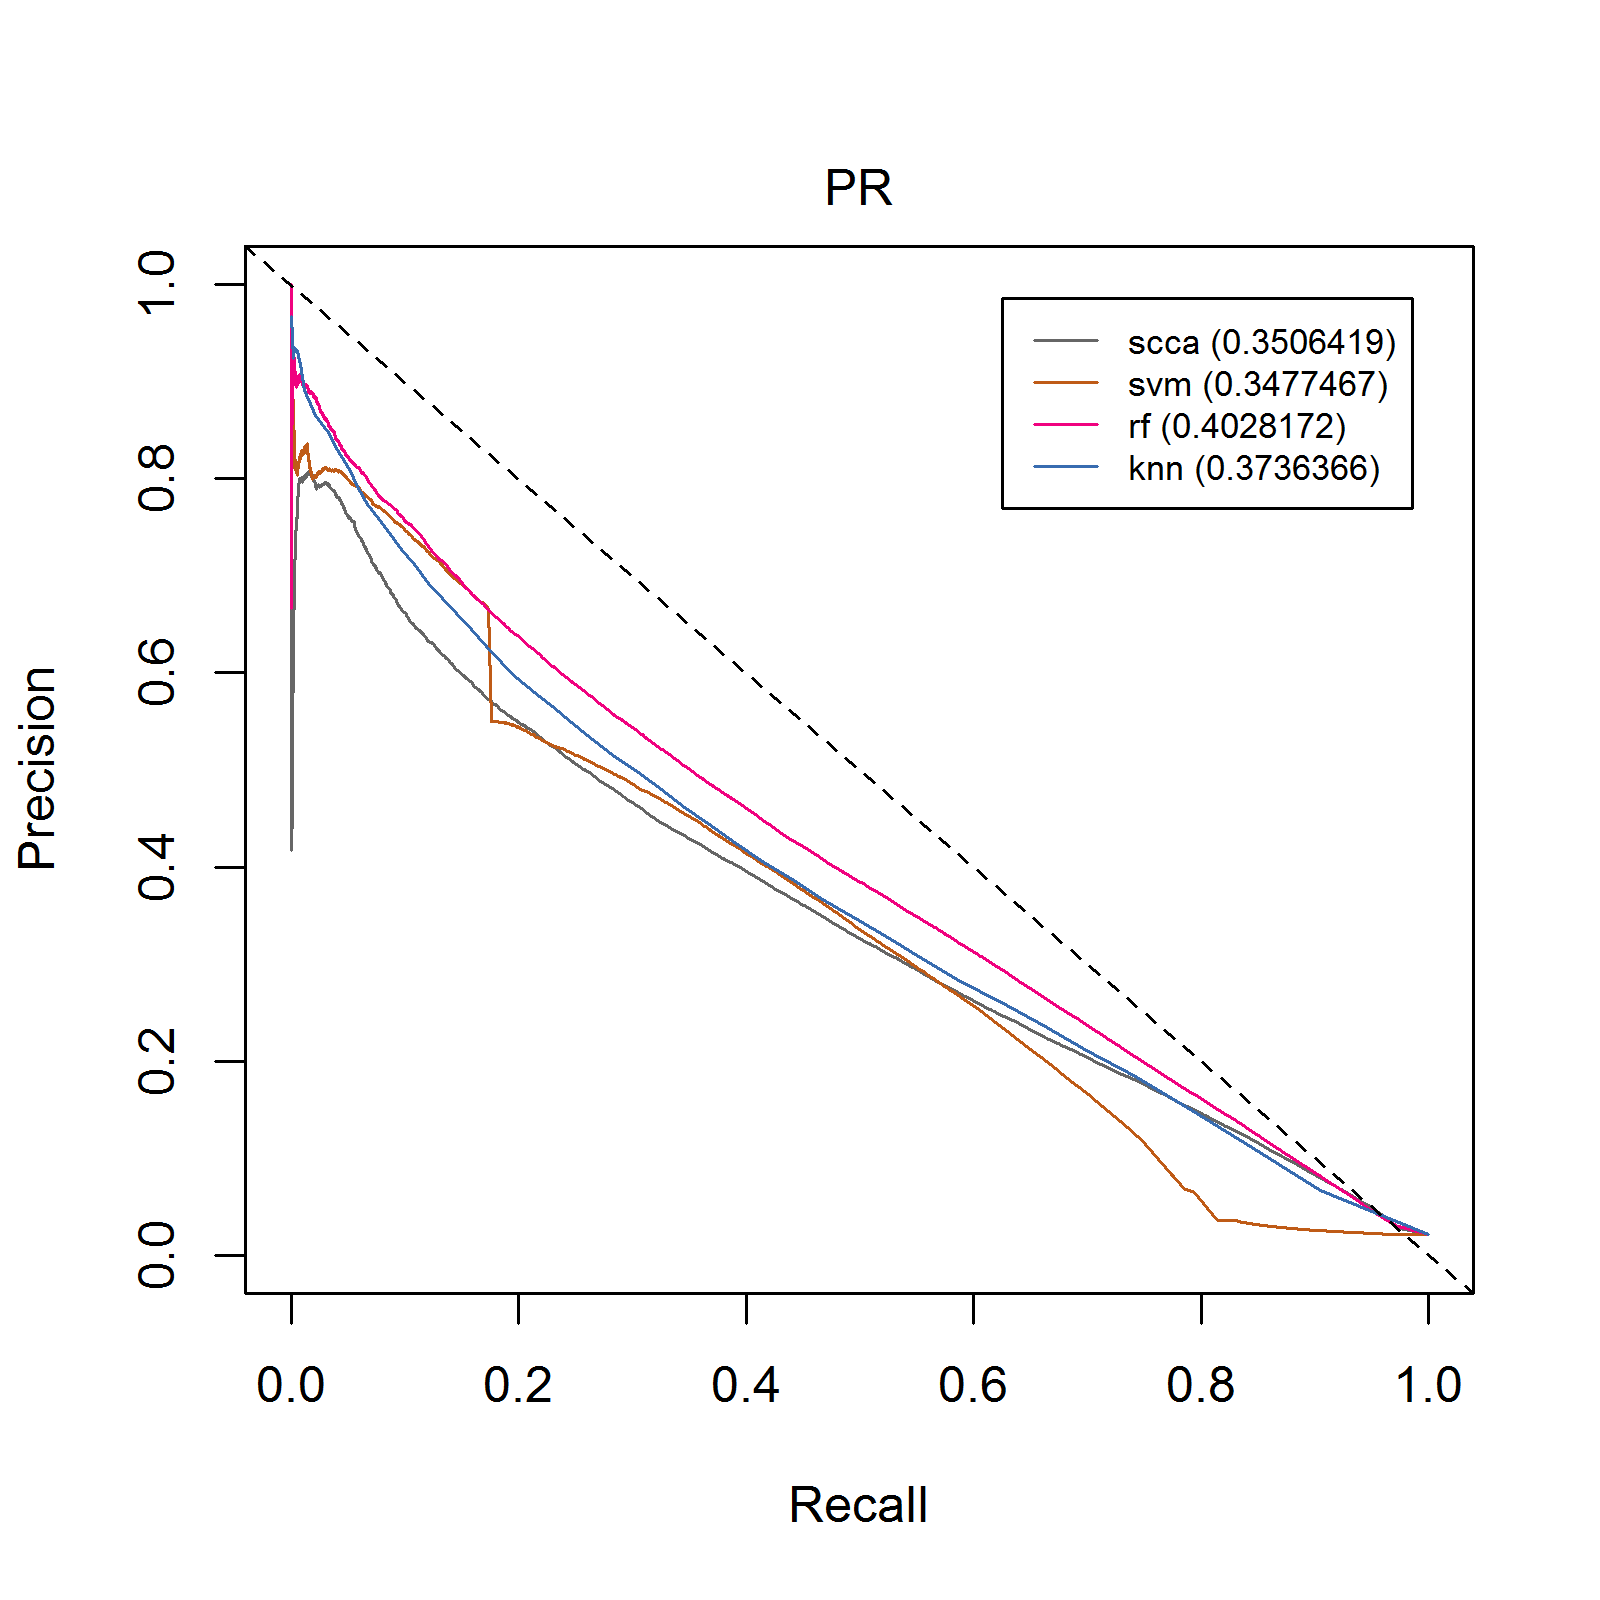 PR
Precision
1.0
0.8
0.6
0.4
0.2
0.0
scca (0.3506419)
svm (0.3477467)
rf (0.4028172)
knn (0.3736366)
0.0 0.2 0.4 0.6 0.8 1.0
Recall